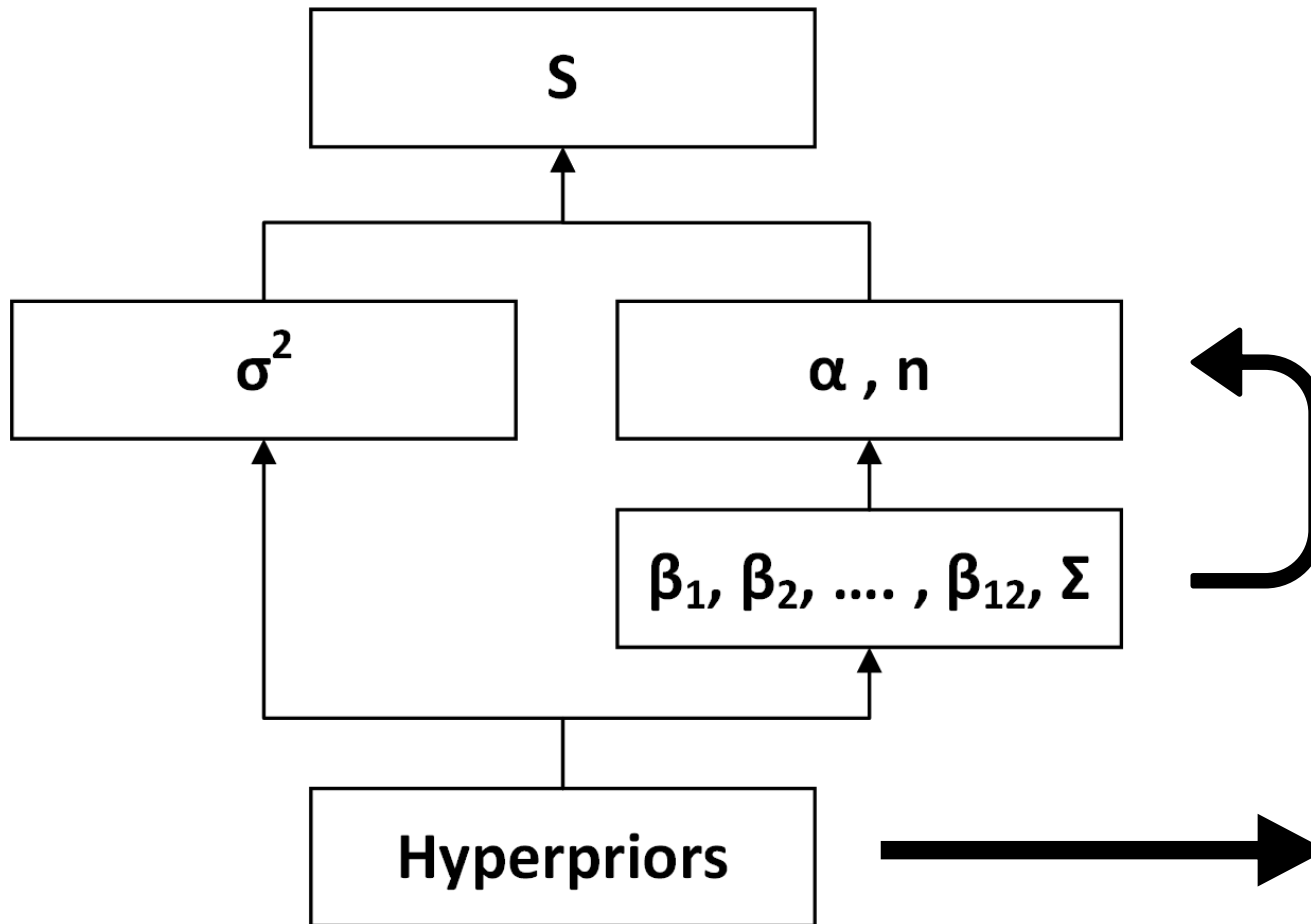 S
σ²
α , n
β₁, β₂, .... , β₁₂, Σ
Hyperpriors